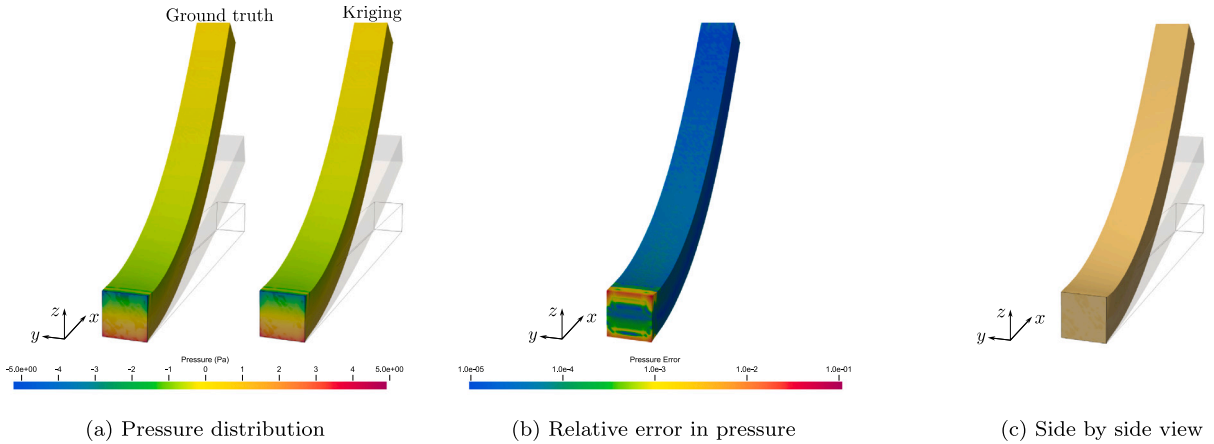 Ground truth
Kriging
z
x
y
z
x
y
z
x
y
Pressure (Pa)
-5.0e+00 -4 -3 -2 -1 0 1 2 3 4 5.0e+00
Pressure Error
1.0e-05 1.0e-04 1.0e-3 1.0e-02 1.0e-01
(a) Pressure distribution
(b) Relative error in pressure
(c) Side by side view